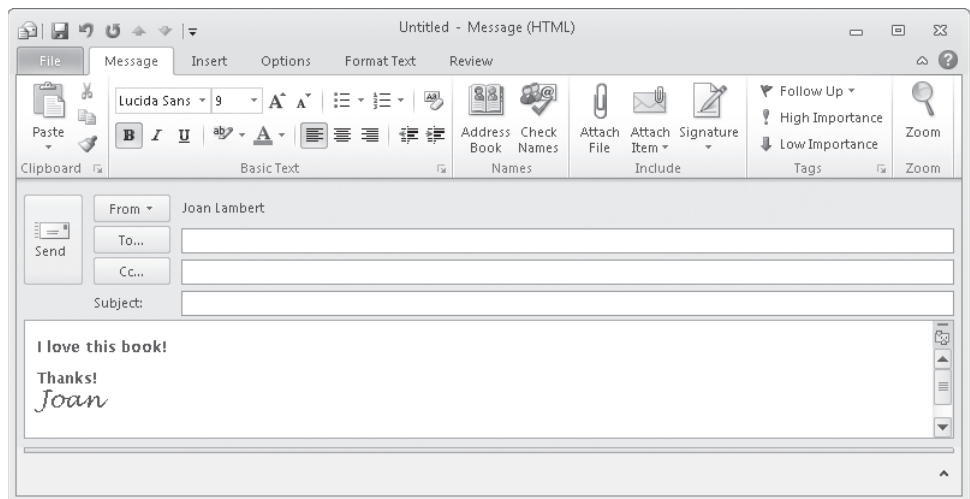 Untitled - Message (HTML)
File Message Insert Options Format Text Review
Lucida Sans 9 A A
Follow Up
High Importance
Low Importance
Paste B I U ab A Address Book Check Names Attach File Attach Item Signature Zoom
Clipboard Basic Text Names Include Tags Zoom
Send
From Joan Lambert
To...
Cc...
Subject:
I love this book!
Thanks!
Joan